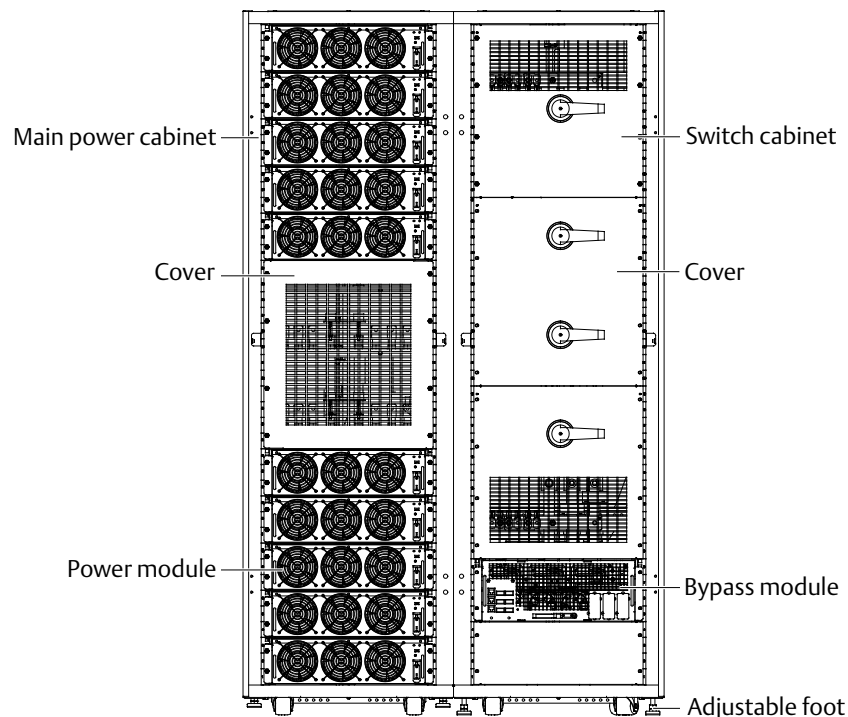 Main power cabinet
Switch cabinet
Cover
Cover
Power module
Bypass module
Adjustable foot